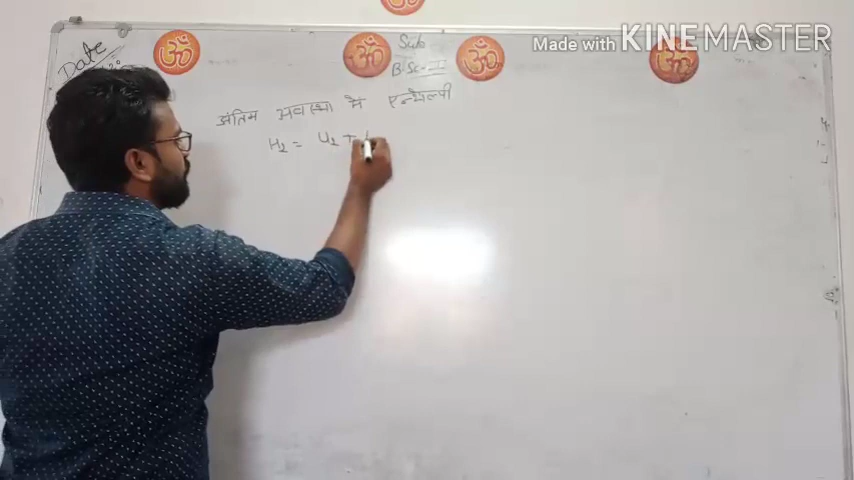 Made with KINEMASTER
Sub
B.Sc-I
Date
अंतिम अवस्था में एन्थैल्पी
H₂ = U₂ +